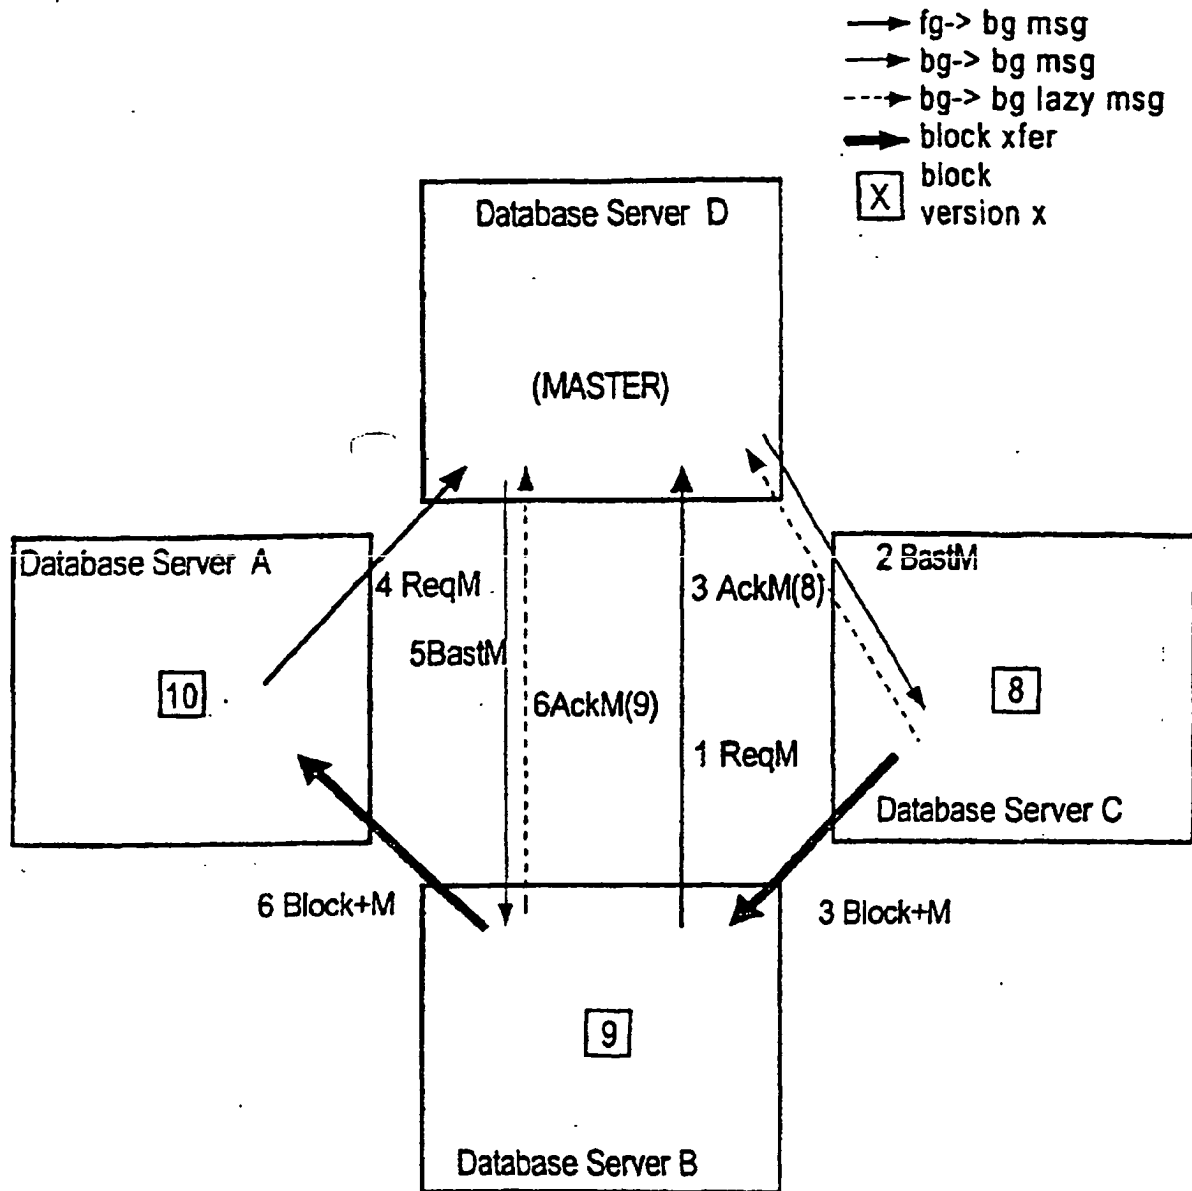 fg-> bg msg
bg-> bg msg
bg-> bg lazy msg
block xfer
X block
version x
Database Server D
(MASTER)
Database Server A
4 ReqM
3 AckM(8)
2 BastM
5BastM
10
8
6AckM(9)
1 ReqM
Database Server C
6 Block+M
3 Block+M
9
Database Server B